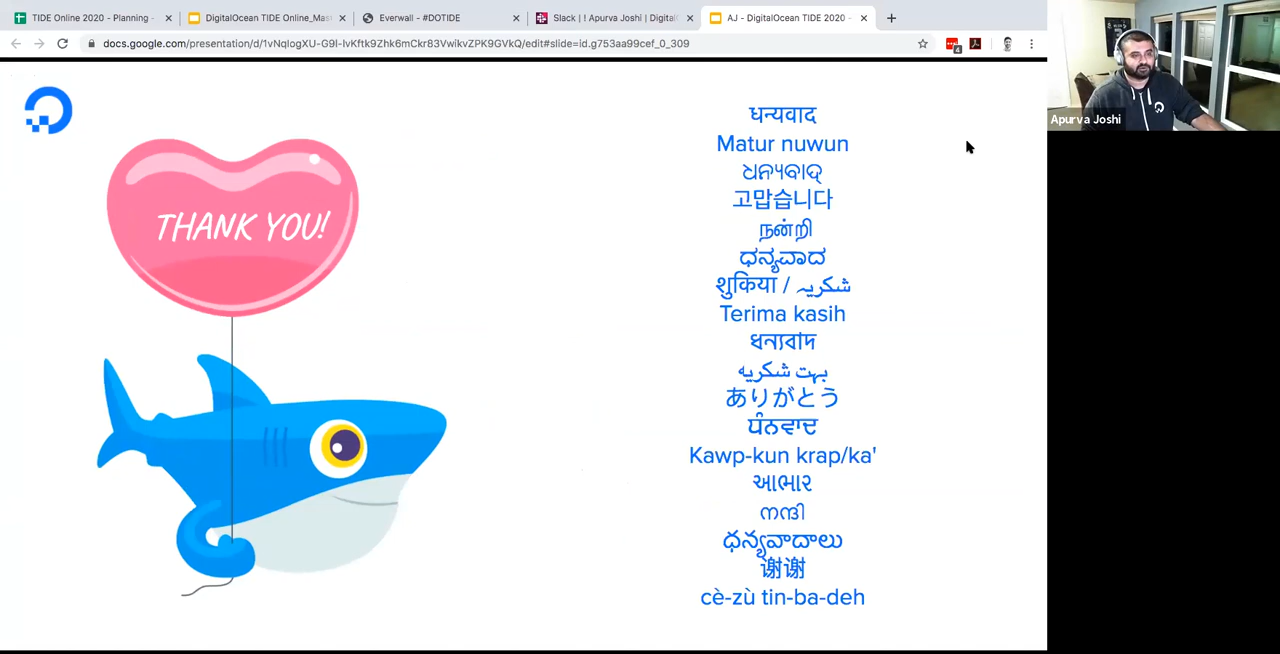 TIDE Online 2020 - Planning -
DigitalOcean TIDE Online_Mast
Everwall - #DOTIDE
Slack | ! Apurva Joshi | Digital
AJ - DigitalOcean TIDE 2020 -
docs.google.com/presentation/d/1vNqIogXU-G9I-IvKftk9Zhk6mCkr83VwikvZPK9GVkQ/edit#slide=id.g753aa99cef_0_309
4
Apurva Joshi
THANK YOU!
धन्यवाद
Matur nuwun
ଧନ୍ୟବାଦ୍
고맙습니다
நன்றி
ಧನ್ಯವಾದ
शुक्रिया / شکریہ
Terima kasih
ধন্যবাদ
بہت شکریہ
ありがとう
ਧੰਨਵਾਦ
Kawp-kun krap/ka'
આભાર
നന്ദി
ధన్యవాదాలు
谢谢
cè-zù tin-ba-deh